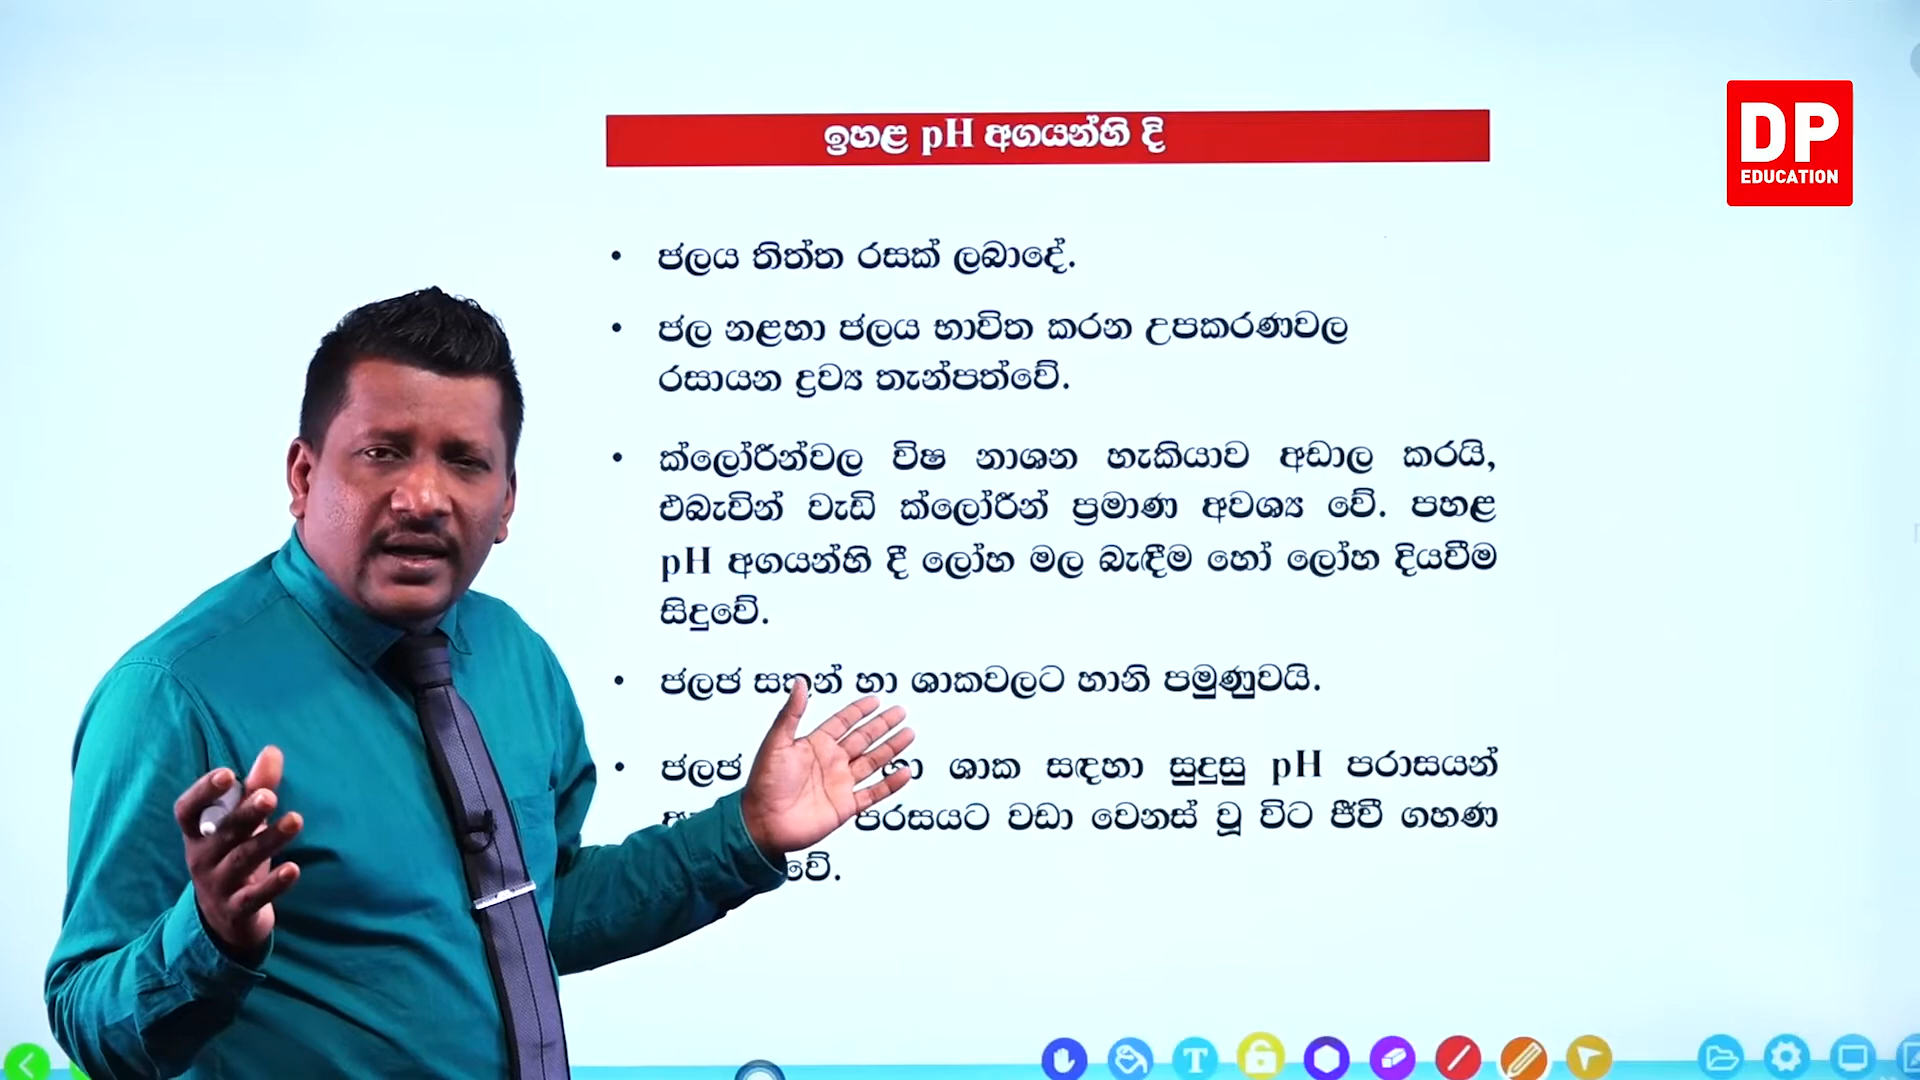 ඉහළ pH අගයන්හි දි
DP
EDUCATION
• ජලය තිත්ත රසක් ලබාදේ.
• ජල නළහා ජලය භාවිත කරන උපකරණවල
රසායන ද්‍රව්‍ය තැන්පත්වේ.
• ක්ලෝරීන්වල විෂ නාශන හැකියාව අඩාල කරයි,
එබැවින් වැඩි ක්ලෝරීන් ප්‍රමාණ අවශ්‍ය වේ. පහළ
pH අගයන්හි දී ලෝහ මල බැඳීම හෝ ලෝහ දියවීම
සිදුවේ.
• ජලජ සතුන් හා ශාකවලට හානි පමුණුවයි.
• ජලජ හා ශාක සඳහා සුදුසු pH පරාසයන්
පරසයට වඩා වෙනස් වූ විට ජීවී ගහණ
වේ.
T